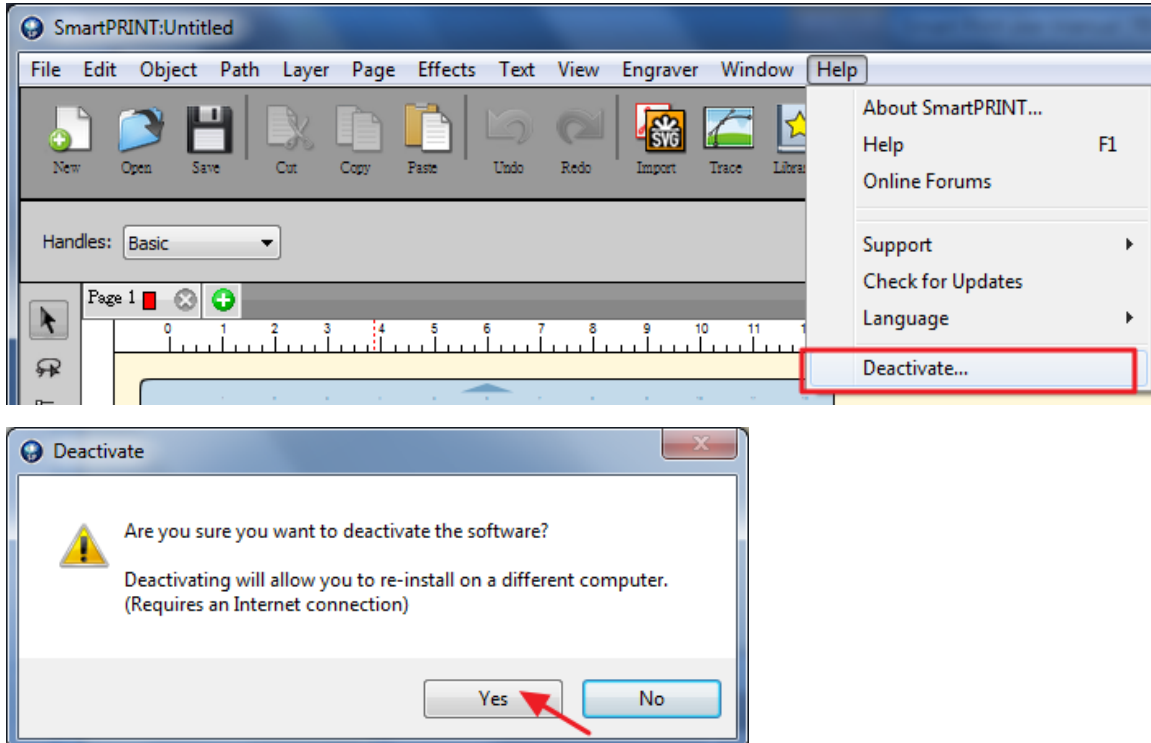 SmartPRINT:Untitled
File Edit Object Path Layer Page Effects Text View Engraver Window Help
About SmartPRINT...
Help F1
Online Forums
Support
Check for Updates
Language
Deactivate...
SVG
New Open Save Cut Copy Paste Undo Redo Import Trace
Handles: Basic
Page 1
0 1 2 3 4 5 6 7 8 9 10 11
Deactivate
Are you sure you want to deactivate the software?
Deactivating will allow you to re-install on a different computer.
(Requires an Internet connection)
Yes No